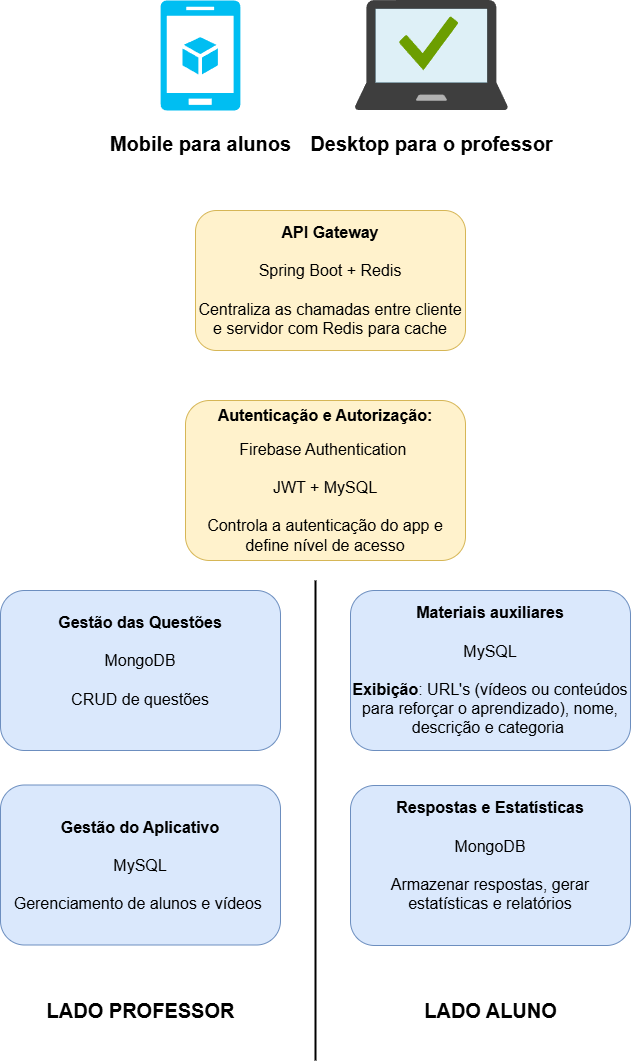 Mobile para alunos
Desktop para o professor
API Gateway
Spring Boot + Redis
Centraliza as chamadas entre cliente
e servidor com Redis para cache
Autenticação e Autorização:
Firebase Authentication
JWT + MySQL
Controla a autenticação do app e
define nível de acesso
Gestão das Questões
MongoDB
CRUD de questões
Gestão do Aplicativo
MySQL
Gerenciamento de alunos e vídeos
LADO PROFESSOR
Materiais auxiliares
MySQL
Exibição: URL's (vídeos ou conteúdos
para reforçar o aprendizado), nome,
descrição e categoria
Respostas e Estatísticas
MongoDB
Armazenar respostas, gerar
estatísticas e relatórios
LADO ALUNO